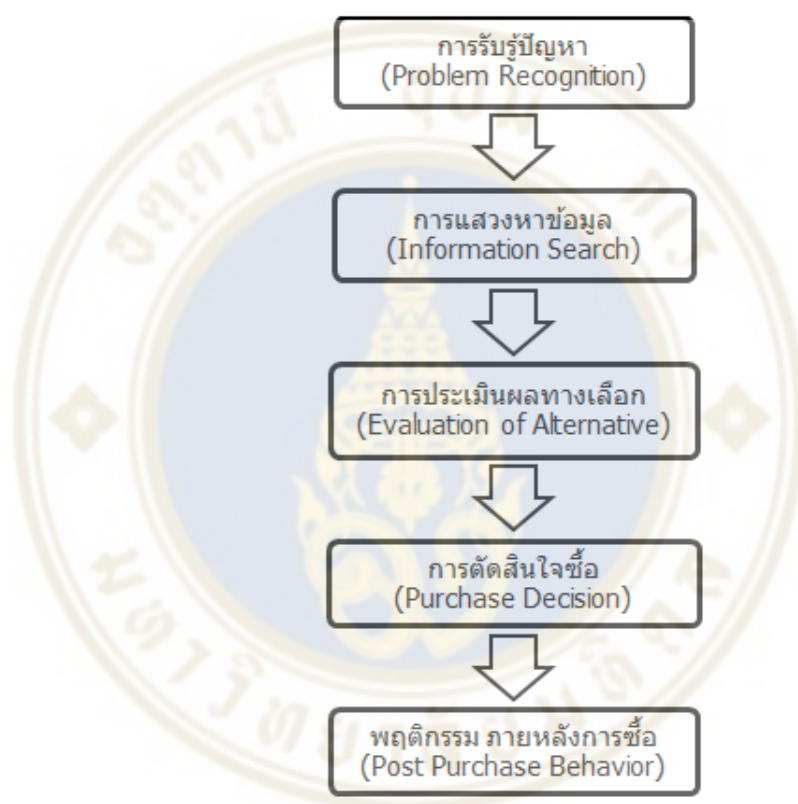 การรับรู้ปัญหา
(Problem Recognition)
การแสวงหาข้อมูล
(Information Search)
การประเมินผลทางเลือก
(Evaluation of Alternative)
การตัดสินใจซื้อ
(Purchase Decision)
พฤติกรรม ภายหลังการซื้อ
(Post Purchase Behavior)